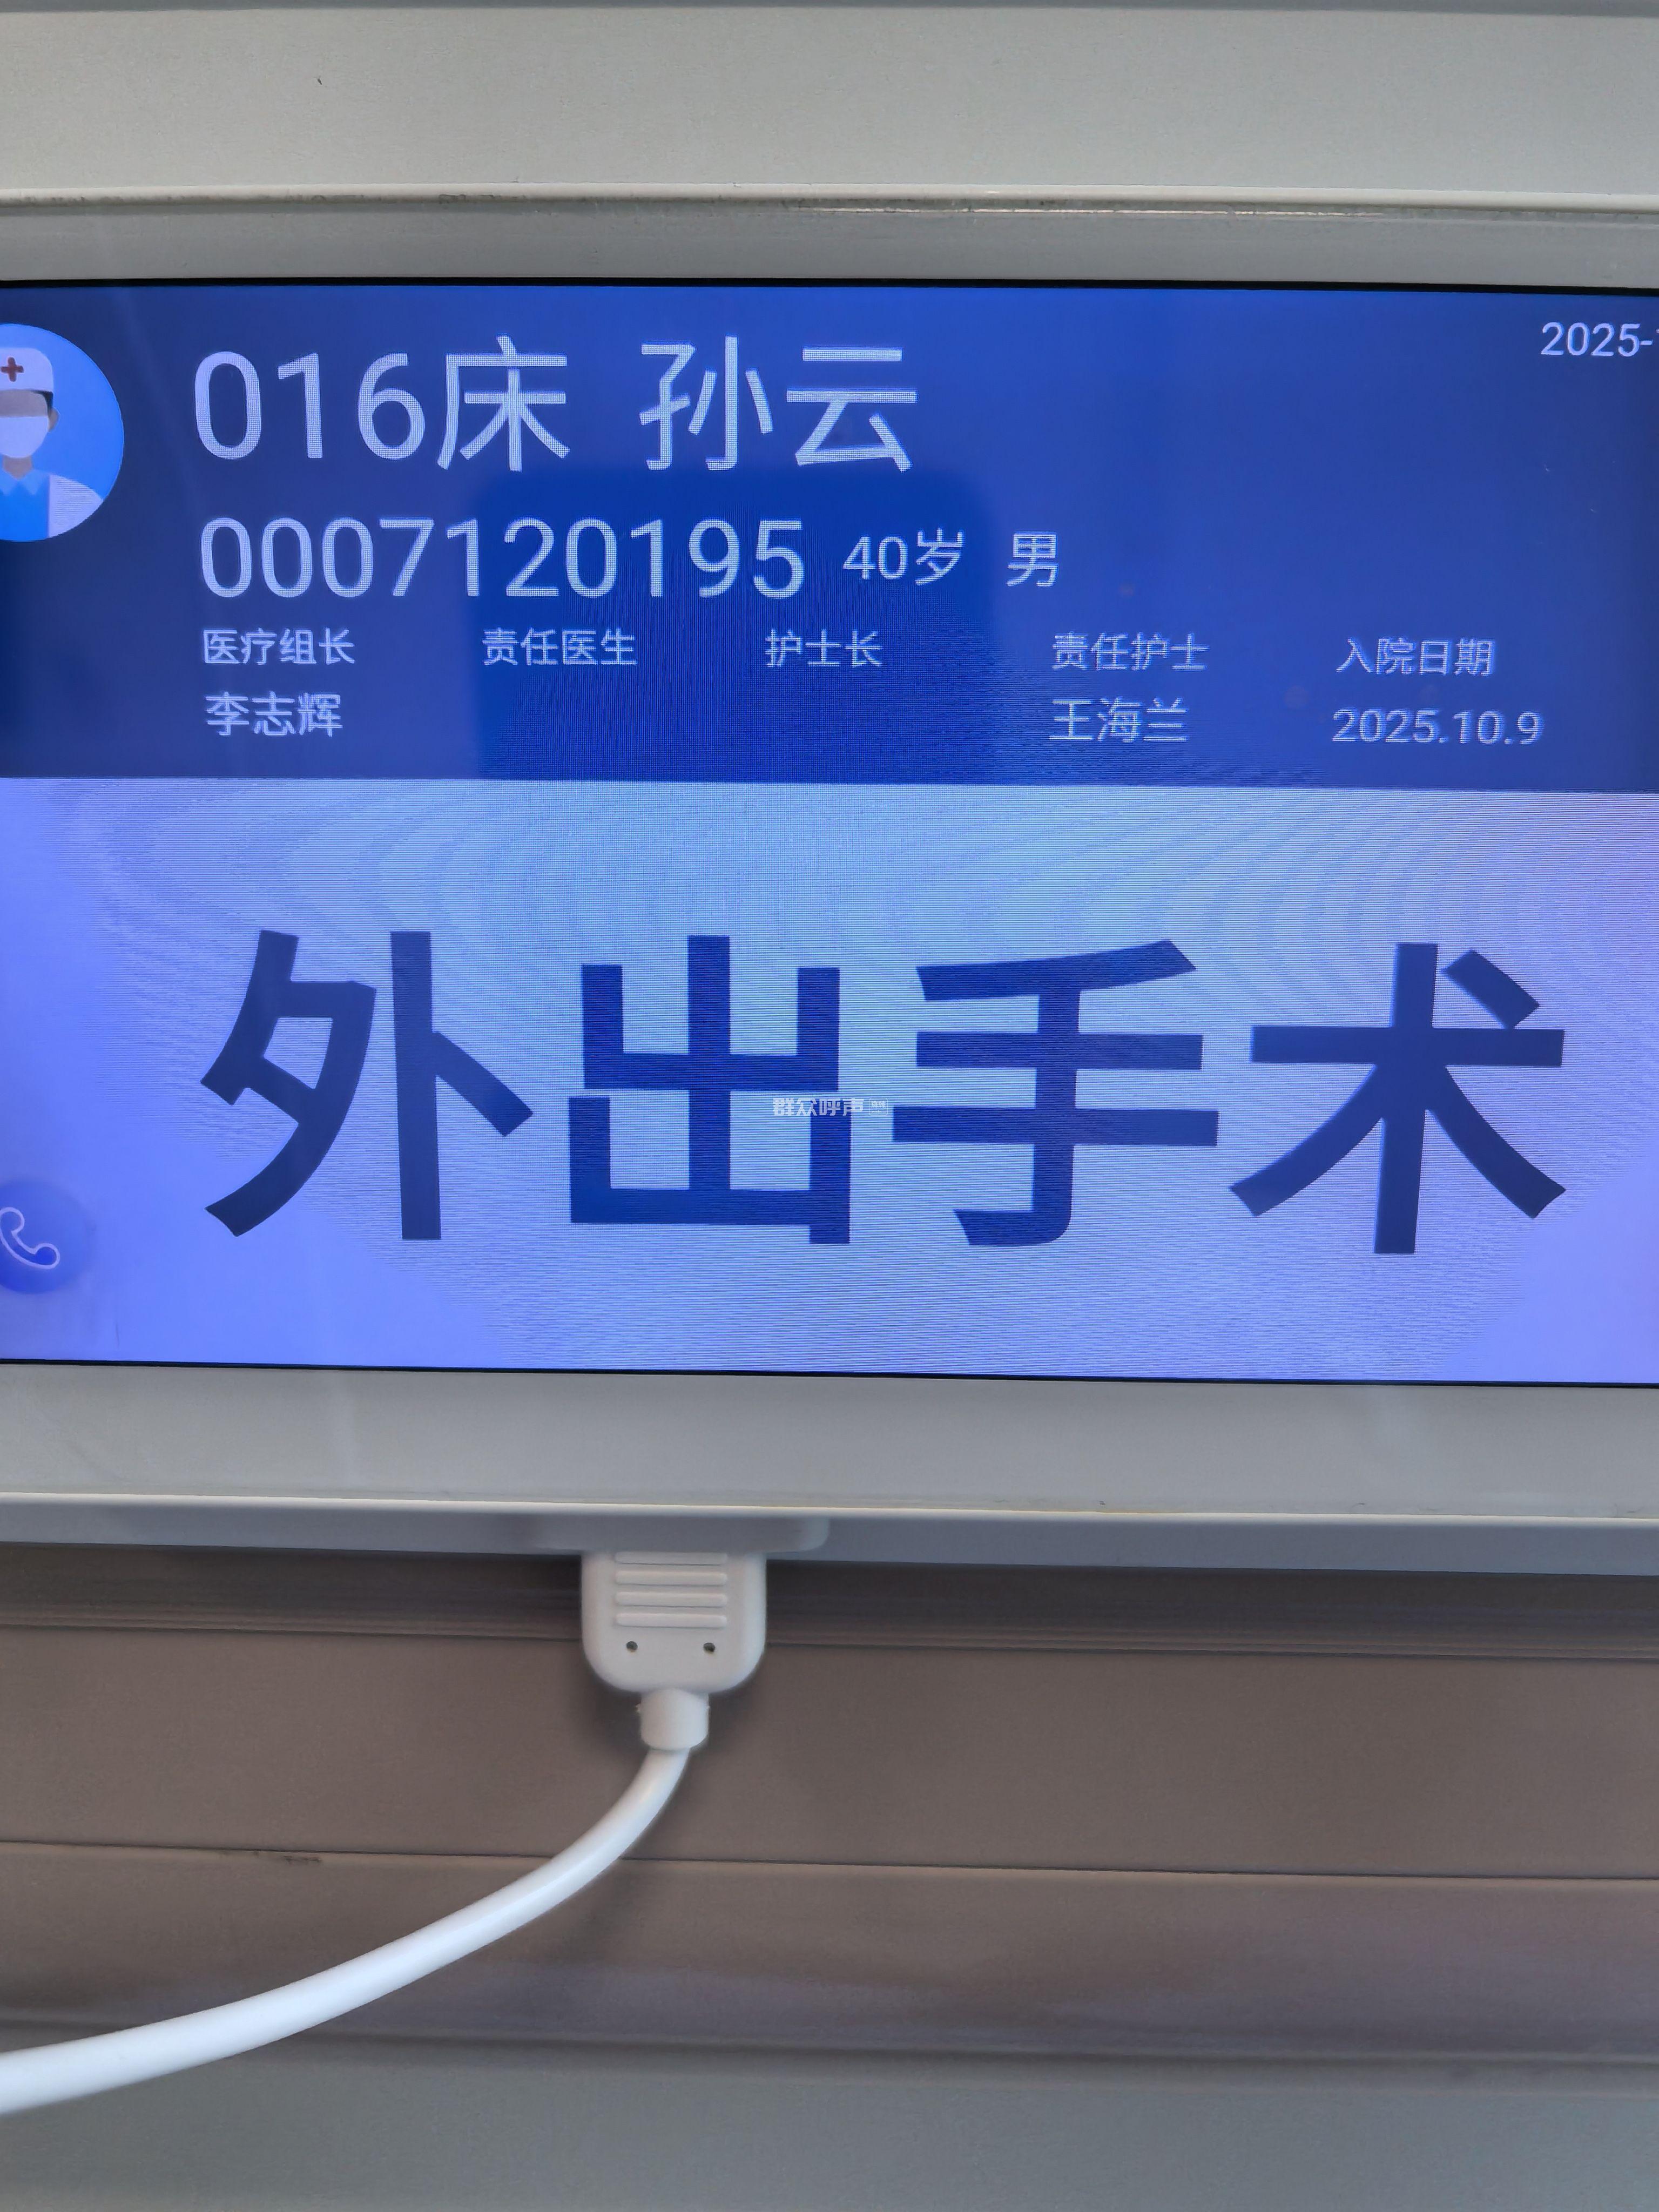 2025-
016床 孙云
0007120195 40岁 男
医疗组长 责任医生 护士长 责任护士 入院日期
李志辉 王海兰 2025.10.9
外出手术
群众呼声